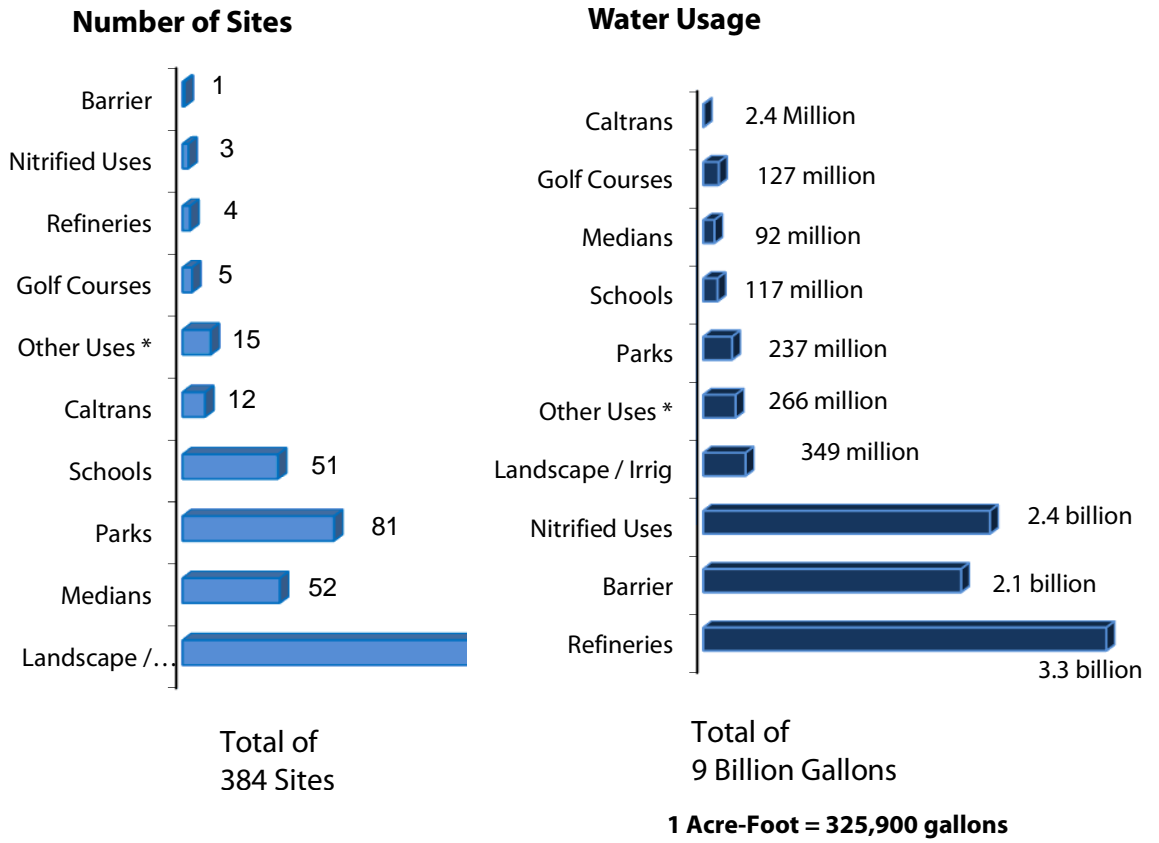 Number of Sites
Barrier 1
Nitrified Uses 3
Refineries 4
Golf Courses 5
Other Uses * 15
Caltrans 12
Schools 51
Parks 81
Medians 52
Landscape /...
Total of
384 Sites
Water Usage
Caltrans 2.4 Million
Golf Courses 127 million
Medians 92 million
Schools 117 million
Parks 237 million
Other Uses * 266 million
Landscape / Irrig 349 million
Nitrified Uses 2.4 billion
Barrier 2.1 billion
Refineries 3.3 billion
Total of
9 Billion Gallons
1 Acre-Foot = 325,900 gallons